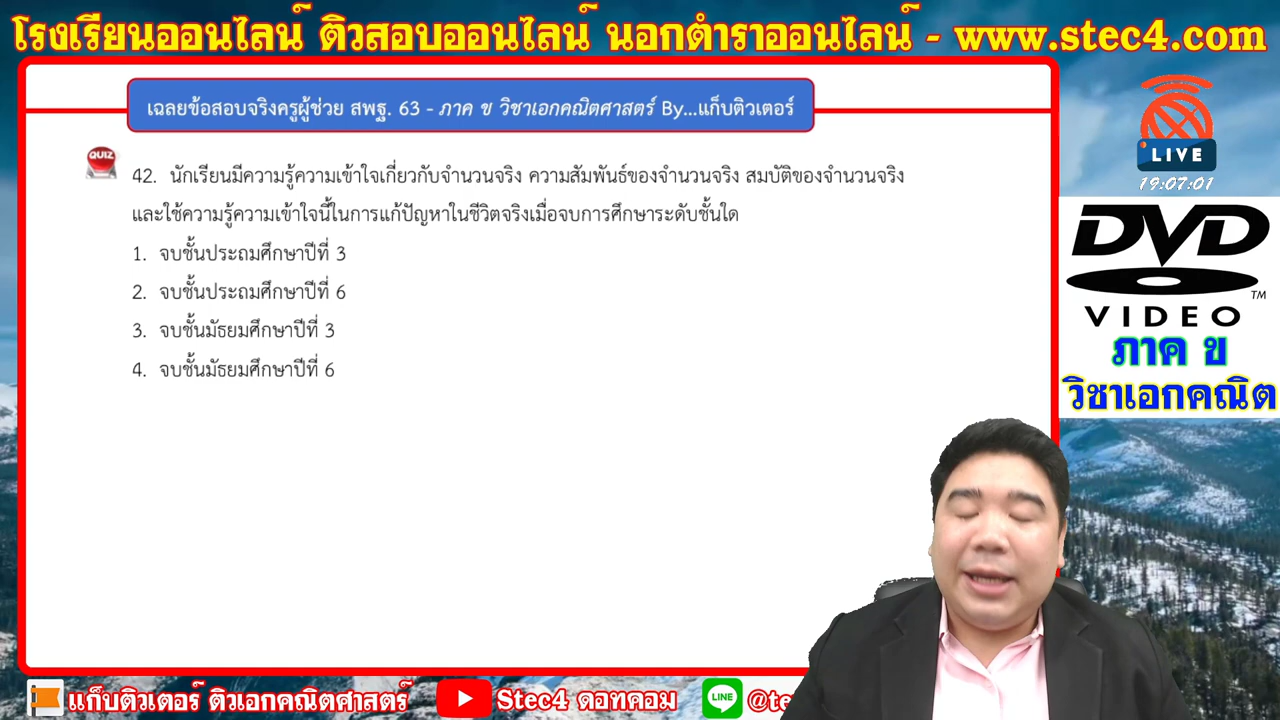 โรงเรียนออนไลน์ ติวสอบออนไลน์ นอกตำราออนไลน์ - www.stec4.com
เฉลยข้อสอบจริงครูผู้ช่วย สพฐ. 63 - ภาค ข วิชาเอกคณิตศาสตร์ By...แก็บติวเตอร์
LIVE
19:07:01
QUIZ
42. นักเรียนมีความรู้ความเข้าใจเกี่ยวกับจำนวนจริง ความสัมพันธ์ของจำนวนจริง สมบัติของจำนวนจริง
และใช้ความรู้ความเข้าใจนี้ในการแก้ปัญหาในชีวิตจริงเมื่อจบการศึกษาระดับชั้นใด
1. จบชั้นประถมศึกษาปีที่ 3
2. จบชั้นประถมศึกษาปีที่ 6
3. จบชั้นมัธยมศึกษาปีที่ 3
4. จบชั้นมัธยมศึกษาปีที่ 6
DVD
TM
VIDEO
ภาค ข
วิชาเอกคณิต
แก็บติวเตอร์ ติวเอกคณิตศาสตร์
Stec4 ดอทคอม
LINE